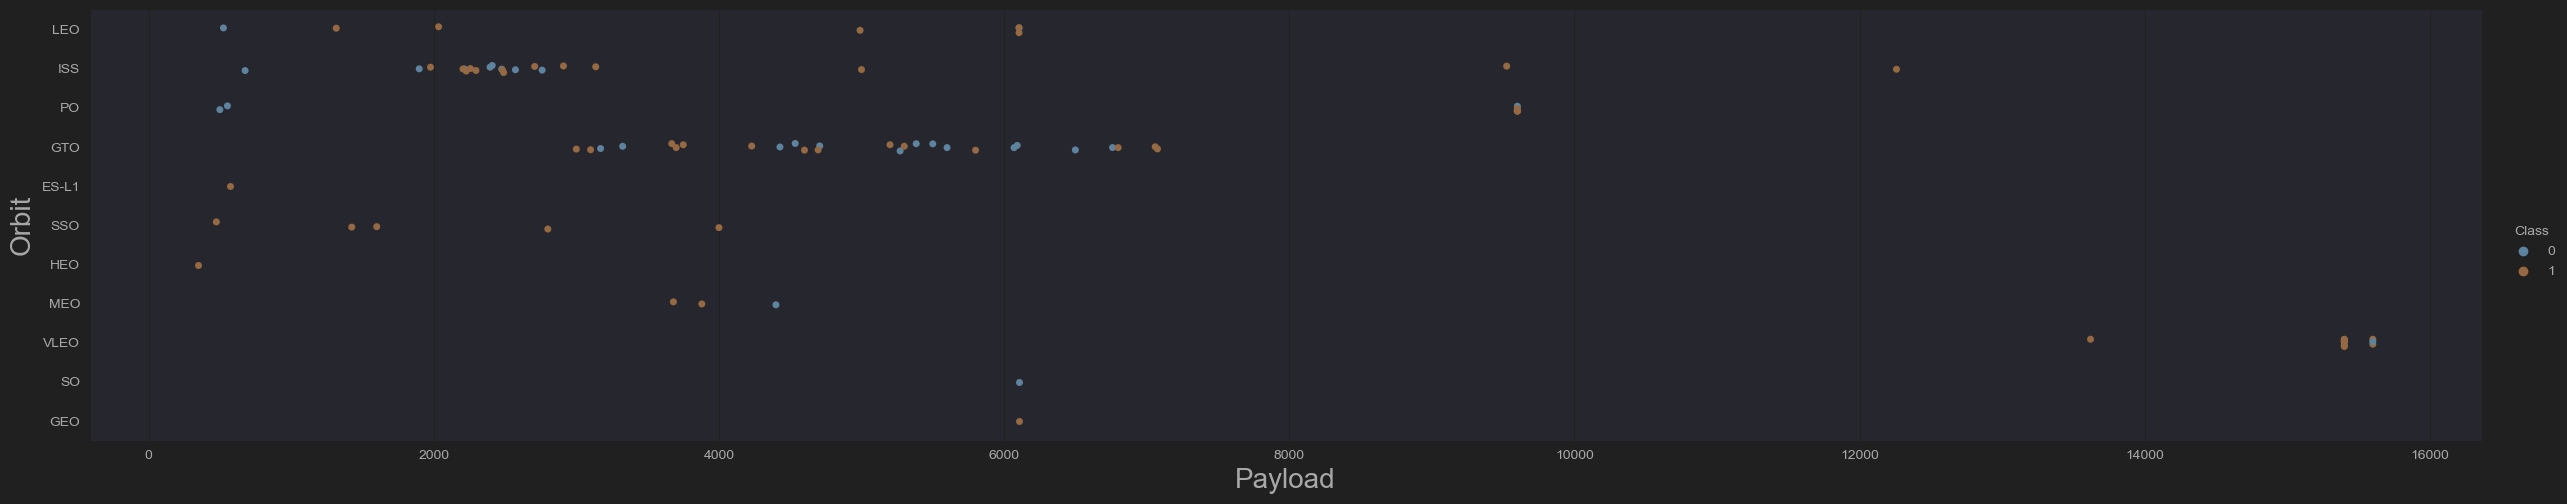 Orbit
LEO
ISS
PO
GTO
ES-L1
SSO
HEO
MEO
VLEO
SO
GEO
0 2000 4000 6000 8000 10000 12000 14000 16000
Payload
Class
0
1